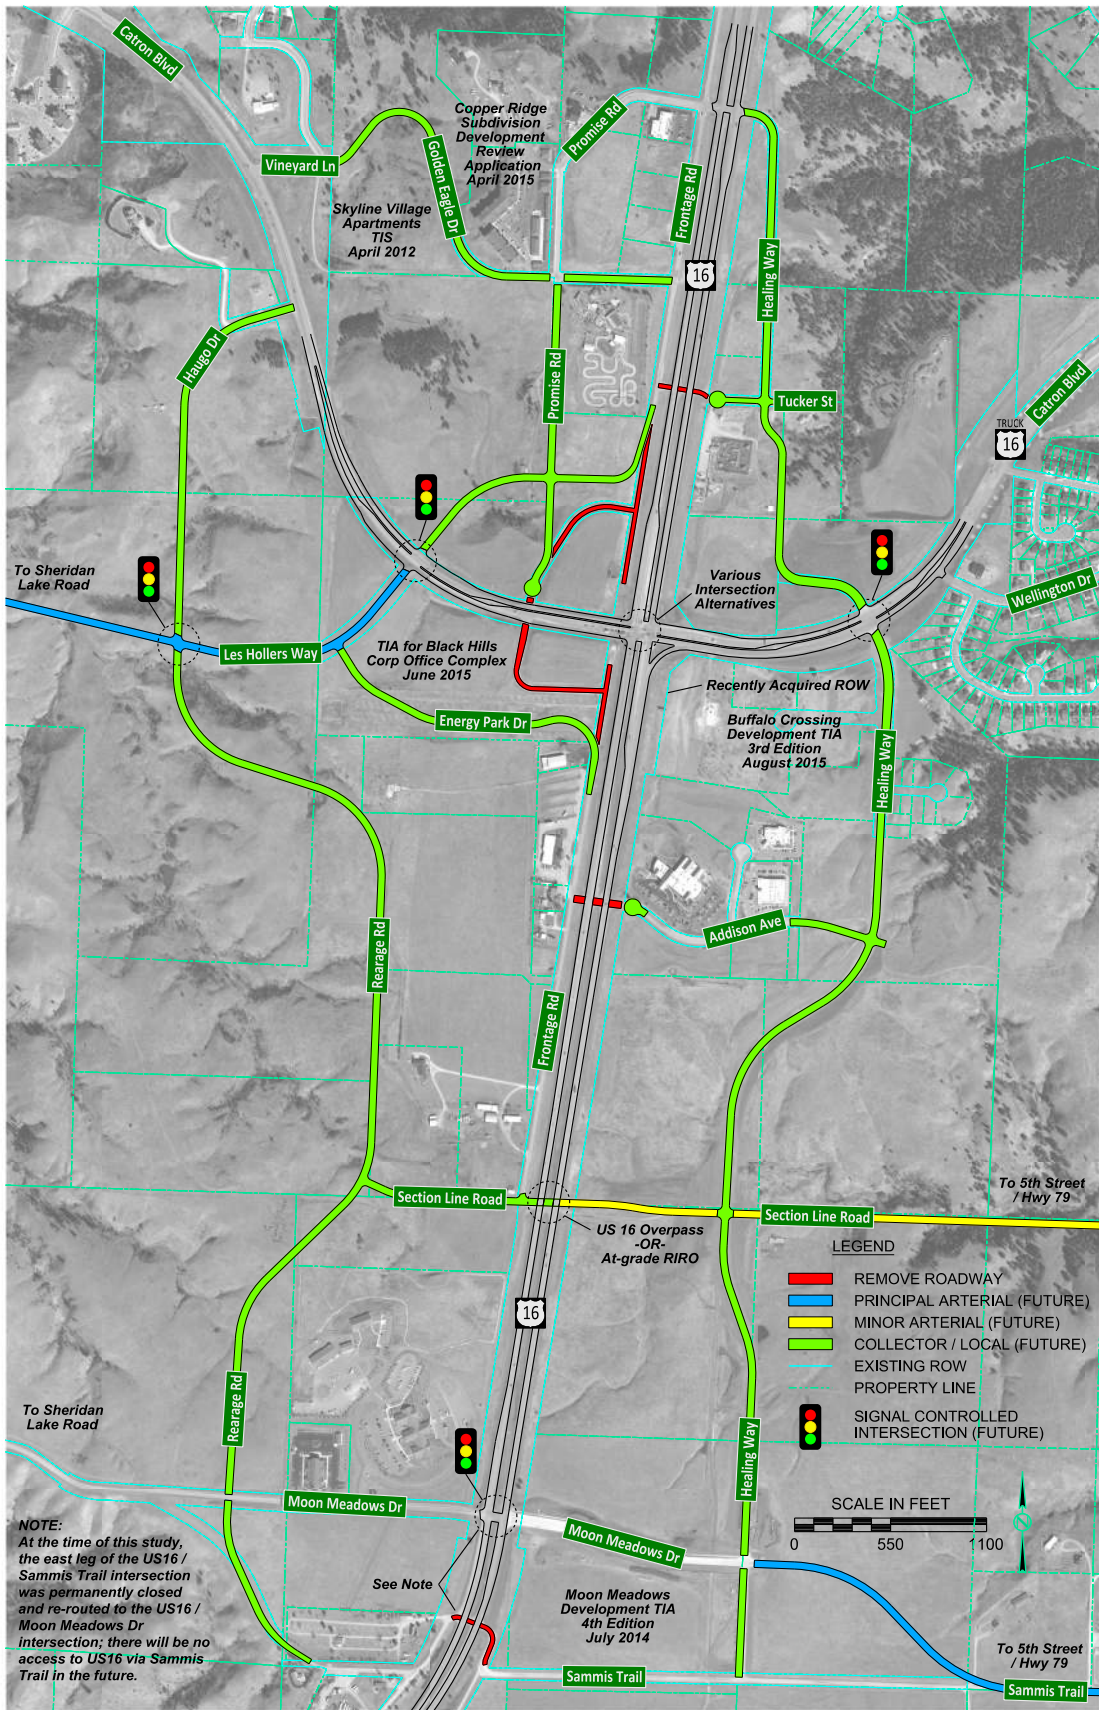 Catron Blvd
Copper Ridge
Subdivision
Development
Review
Application
April 2015
Promise Rd
Vineyard Ln
Golden Eagle Dr
Skyline Village
Apartments
TIS
April 2012
Frontage Rd
16
Healing Way
Haugo Dr
Promise Rd
Tucker St
Catron Blvd
TRUCK
16
To Sheridan
Lake Road
Various
Intersection
Alternatives
Wellington Dr
Les Hollers Way
TIA for Black Hills
Corp Office Complex
June 2015
Recently Acquired ROW
Energy Park Dr
Buffalo Crossing
Development TIA
3rd Edition
August 2015
Healing Way
Addison Ave
Rearage Rd
Frontage Rd
Section Line Road
US 16 Overpass
-OR-
At-grade RIRO
Section Line Road
To 5th Street
/ Hwy 79
LEGEND
REMOVE ROADWAY
PRINCIPAL ARTERIAL (FUTURE)
MINOR ARTERIAL (FUTURE)
COLLECTOR / LOCAL (FUTURE)
EXISTING ROW
PROPERTY LINE
SIGNAL CONTROLLED
INTERSECTION (FUTURE)
16
Rearage Rd
To Sheridan
Lake Road
Healing Way
SCALE IN FEET
0 550 1100
Moon Meadows Dr
Moon Meadows Dr
NOTE:
At the time of this study,
the east leg of the US16 /
Sammis Trail intersection
was permanently closed
and re-routed to the US16 /
Moon Meadows Dr
intersection; there will be no
access to US16 via Sammis
Trail in the future.
See Note
Moon Meadows
Development TIA
4th Edition
July 2014
Sammis Trail
To 5th Street
/ Hwy 79
Sammis Trail